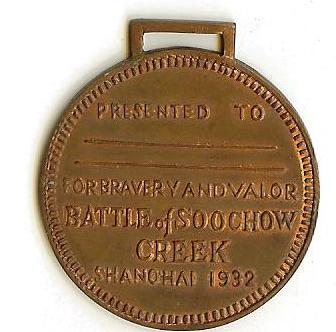 PRESENTED TO
FOR BRAVERY AND VALOR
BATTLE of SOOCHOW
CREEK
SHANGHAI 1932